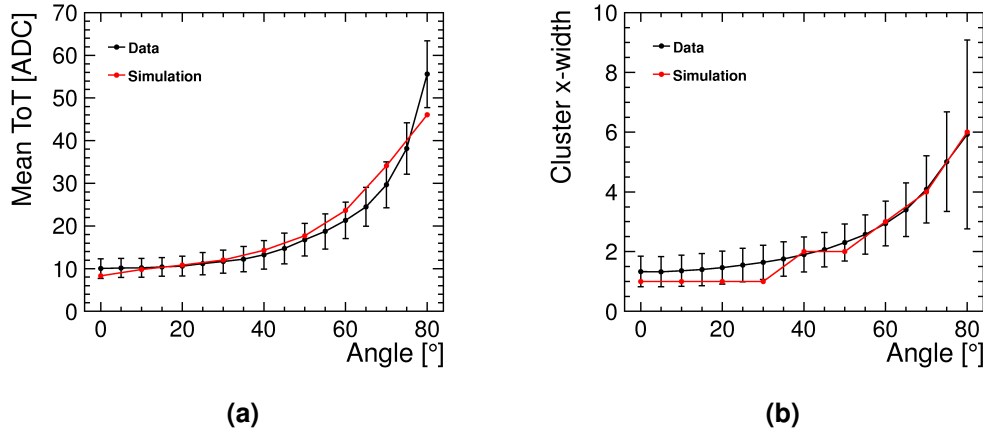 Mean ToT [ADC]
70
60
50
40
30
20
10
0
Data
Simulation
0 20 40 60 80
Angle [°]
(a)
Cluster x-width
10
8
6
4
2
0
Data
Simulation
0 20 40 60 80
Angle [°]
(b)